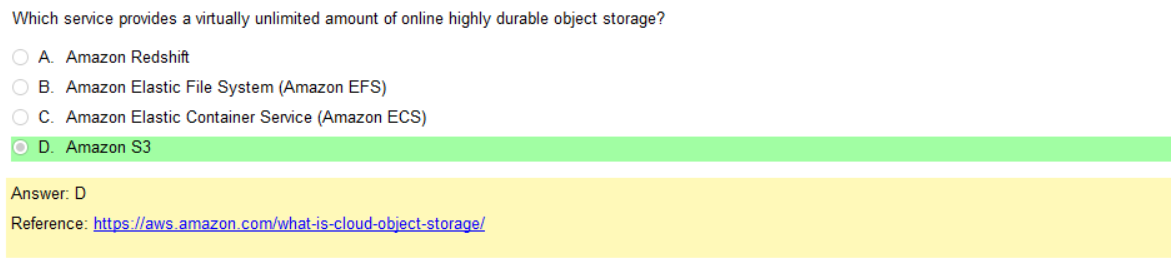 Which service provides a virtually unlimited amount of online highly durable object storage?
A. Amazon Redshift
B. Amazon Elastic File System (Amazon EFS)
C. Amazon Elastic Container Service (Amazon ECS)
D. Amazon S3
Answer: D
Reference: https://aws.amazon.com/what-is-cloud-object-storage/